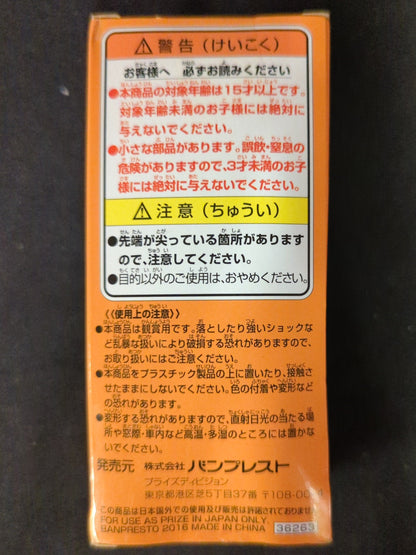 ⚠ 警告（けいこく）
お客様へ 必ずお読みください
●本商品の対象年齢は15才以上です。
対象年齢未満のお子様には絶対に
与えないでください。
●小さな部品があります。誤飲・窒息の
危険がありますので、3才未満のお子
様には絶対に与えないでください。
⚠ 注意（ちゅうい）
●先端が尖っている箇所があります
ので、注意してください。
●目的以外のご使用は、おやめください。
《使用上の注意》
●本商品は観賞用です。落としたり強いショックな
ど乱暴な扱いにより破損する恐れがありますので、
お取り扱いにはご注意ください。
●本商品をプラスチック製品の上に置いたり、接触さ
せたままにしないでください。色の付着や変形など
の恐れがあります。
●変形する恐れがありますので、直射日光の当たる場
所や窓際・車内など高温・多湿のところには置かな
いでください。
発売元 株式会社 バンプレスト
プライズディビジョン
東京都港区芝5丁目37番 〒108-00
この商品は日本国外での使用及び販売は許諾されておりません
FOR USE AS PRIZE IN JAPAN ONLY.
BANPRESTO 2016 MADE IN CHINA
36263